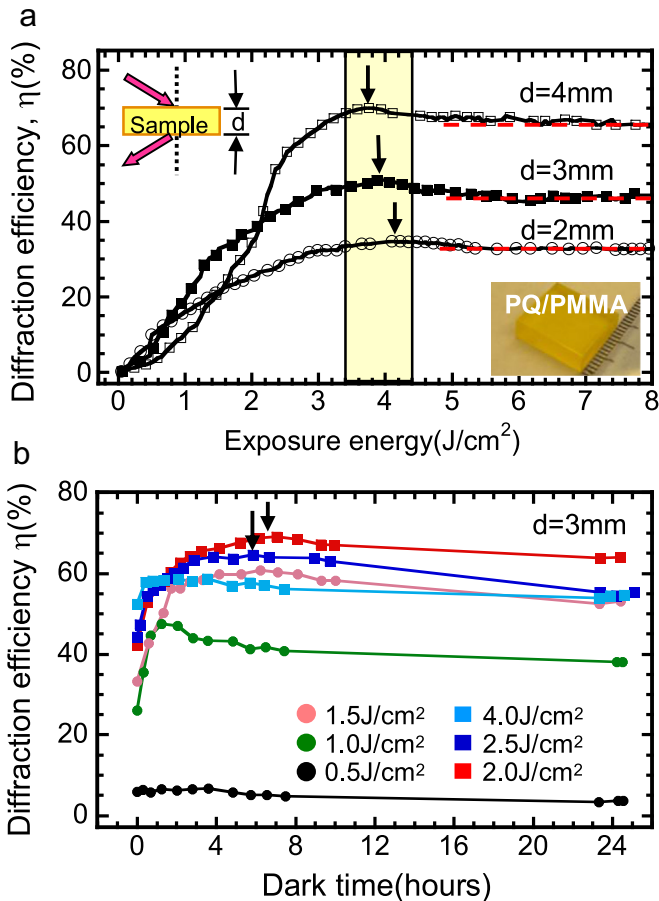 a
Diffraction efficiency, η(%)
80
60
40
20
0
Sample
d
d=4mm
d=3mm
d=2mm
PQ/PMMA
0 1 2 3 4 5 6 7 8
Exposure energy(J/cm²)
b
Diffraction efficiency η(%)
80
60
40
20
0
d=3mm
1.5J/cm² 4.0J/cm²
1.0J/cm² 2.5J/cm²
0.5J/cm² 2.0J/cm²
0 4 8 12 16 20 24
Dark time(hours)